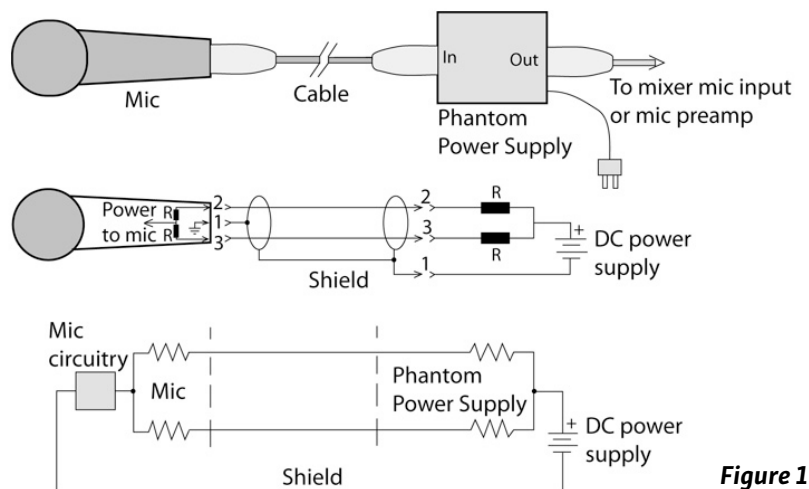 In
Out
Mic
Cable
To mixer mic input
or mic preamp
Phantom
Power Supply
Power
to mic
R
R
2
1
3
Shield
2
3
1
R
R
+
DC power
supply
Mic
circuitry
Mic
Phantom
Power Supply
+
DC power
supply
Shield
Figure 1